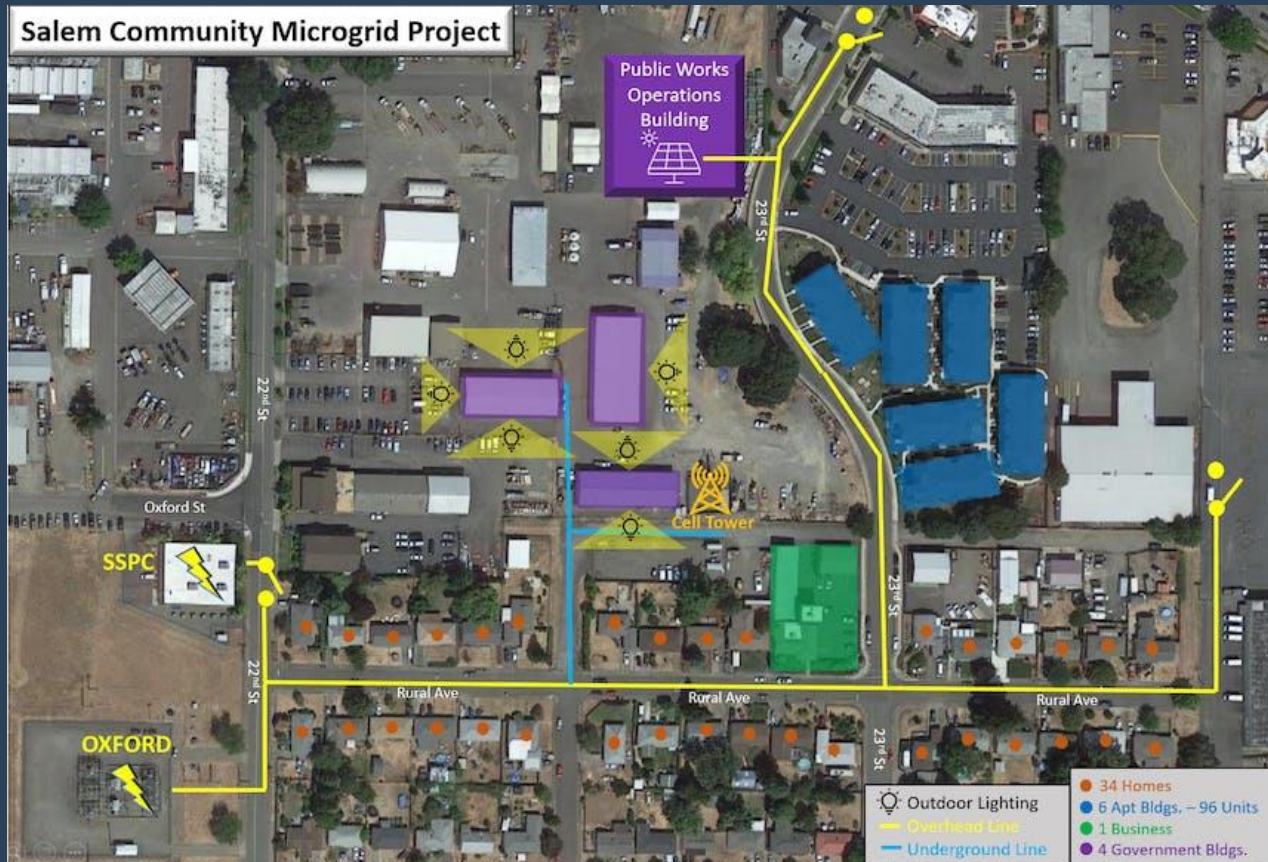 Salem Community Microgrid Project
Public Works
Operations
Building
23rd St
22nd St
Oxford St
SSPC
Cell Tower
23rd St
22nd St
Rural Ave
Rural Ave
Rural Ave
OXFORD
23rd St
Outdoor Lighting
Overhead Line
Underground Line
34 Homes
6 Apt Bldgs. – 96 Units
1 Business
4 Government Bldgs.